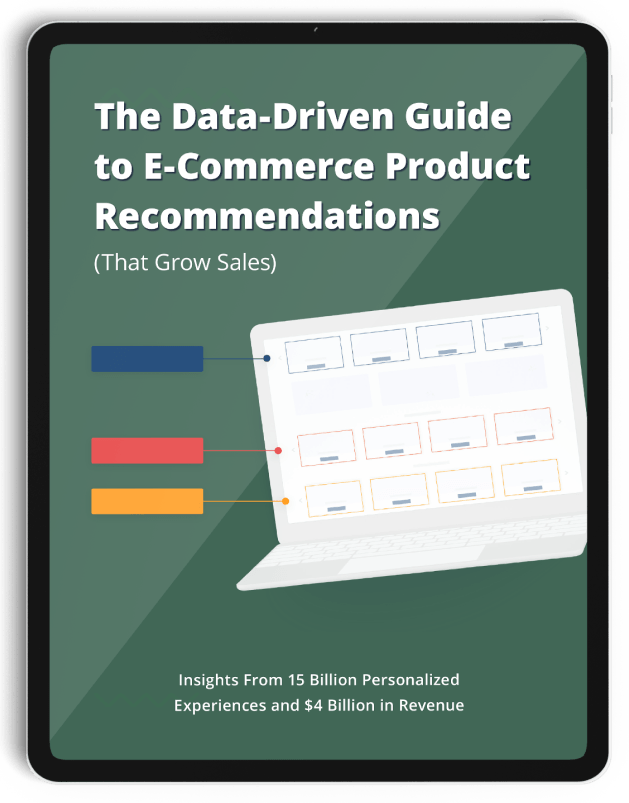 The Data-Driven Guide
to E-Commerce Product
Recommendations
(That Grow Sales)
Insights From 15 Billion Personalized
Experiences and $4 Billion in Revenue